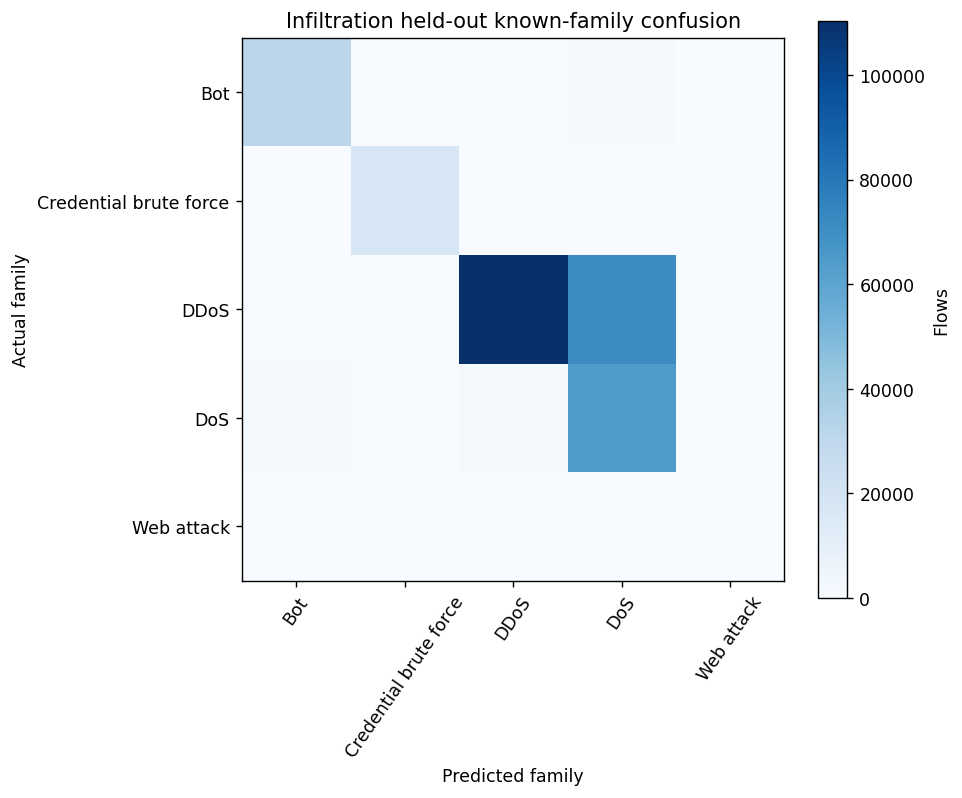 Infiltration held-out known-family confusion
Actual family
Bot
Credential brute force
DDoS
DoS
Web attack
Bot
Credential brute force
DDoS
DoS
Web attack
Predicted family
100000
80000
60000
40000
20000
0
Flows